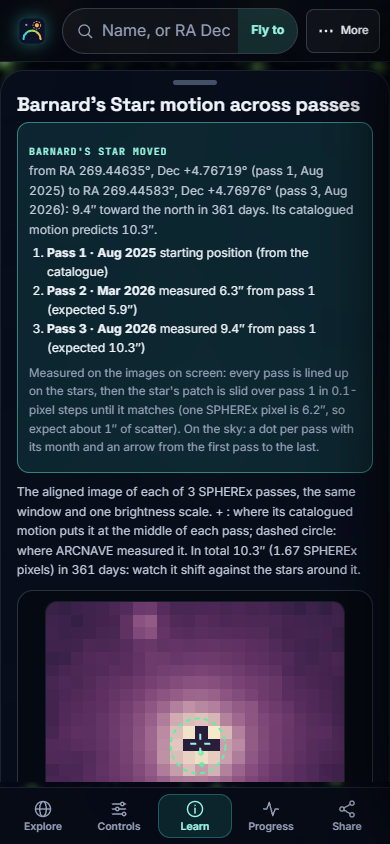 Name, or RA Dec
Fly to
··· More
Barnard's Star: motion across passes
BARNARD'S STAR MOVED
from RA 269.44635°, Dec +4.76719° (pass 1, Aug
2025) to RA 269.44583°, Dec +4.76976° (pass 3, Aug
2026): 9.4″ toward the north in 361 days. Its catalogued
motion predicts 10.3″.
1. Pass 1 · Aug 2025 starting position (from the
catalogue)
2. Pass 2 · Mar 2026 measured 6.3″ from pass 1
(expected 5.9″)
3. Pass 3 · Aug 2026 measured 9.4″ from pass 1
(expected 10.3″)
Measured on the images on screen: every pass is lined up
on the stars, then the star's patch is slid over pass 1 in 0.1-
pixel steps until it matches (one SPHEREx pixel is 6.2″, so
expect about 1″ of scatter). On the sky: a dot per pass with
its month and an arrow from the first pass to the last.
The aligned image of each of 3 SPHEREx passes, the same
window and one brightness scale. + : where its catalogued
motion puts it at the middle of each pass; dashed circle:
where ARCNAVE measured it. In total 10.3″ (1.67 SPHEREx
pixels) in 361 days: watch it shift against the stars around it.
Explore
Controls
Learn
Progress
Share